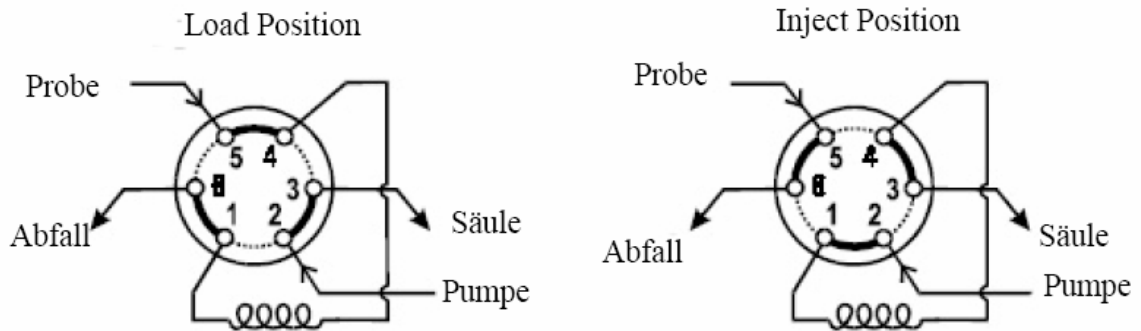 Load Position
Probe
5 4
3
1 2
Abfall
Säule
Pumpe
Inject Position
Probe
5 4
3
1 2
Abfall
Säule
Pumpe